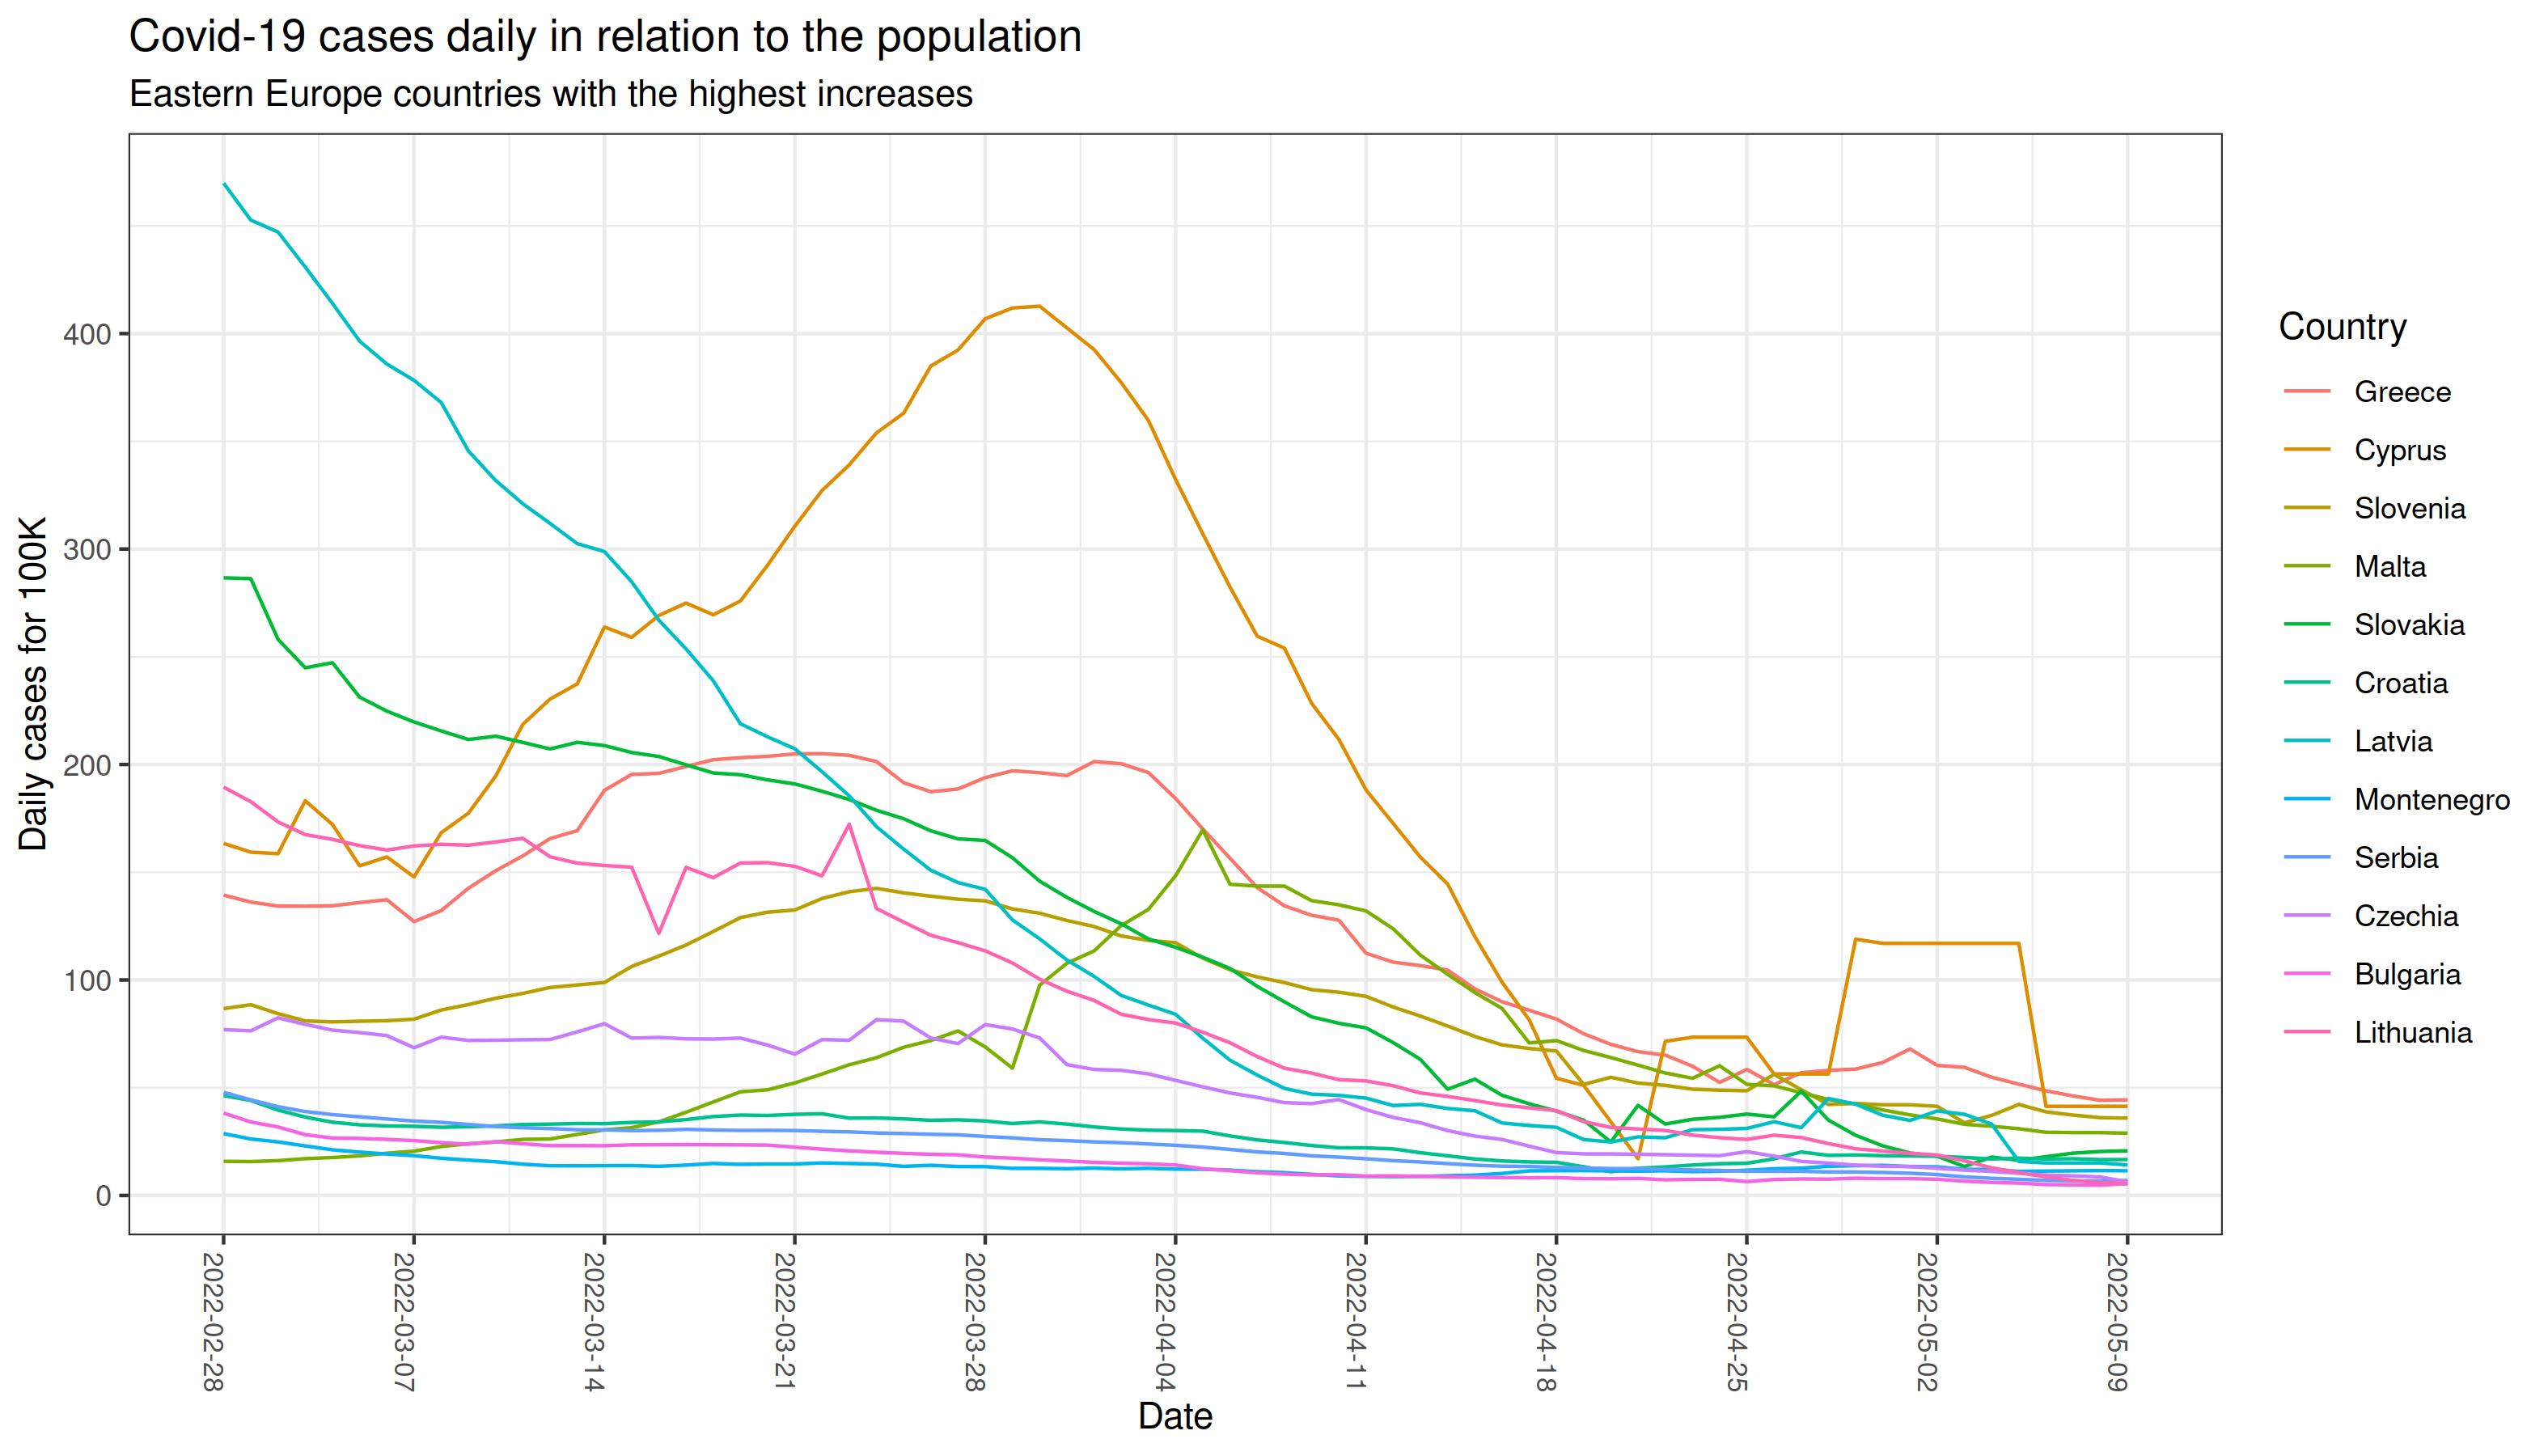 Covid-19 cases daily in relation to the population
Eastern Europe countries with the highest increases
Daily cases for 100K
400
300
200
100
0
2022-02-28
2022-03-07
2022-03-14
2022-03-21
2022-03-28
2022-04-04
2022-04-11
2022-04-18
2022-04-25
2022-05-02
2022-05-09
Date
Country
Greece
Cyprus
Slovenia
Malta
Slovakia
Croatia
Latvia
Montenegro
Serbia
Czechia
Bulgaria
Lithuania